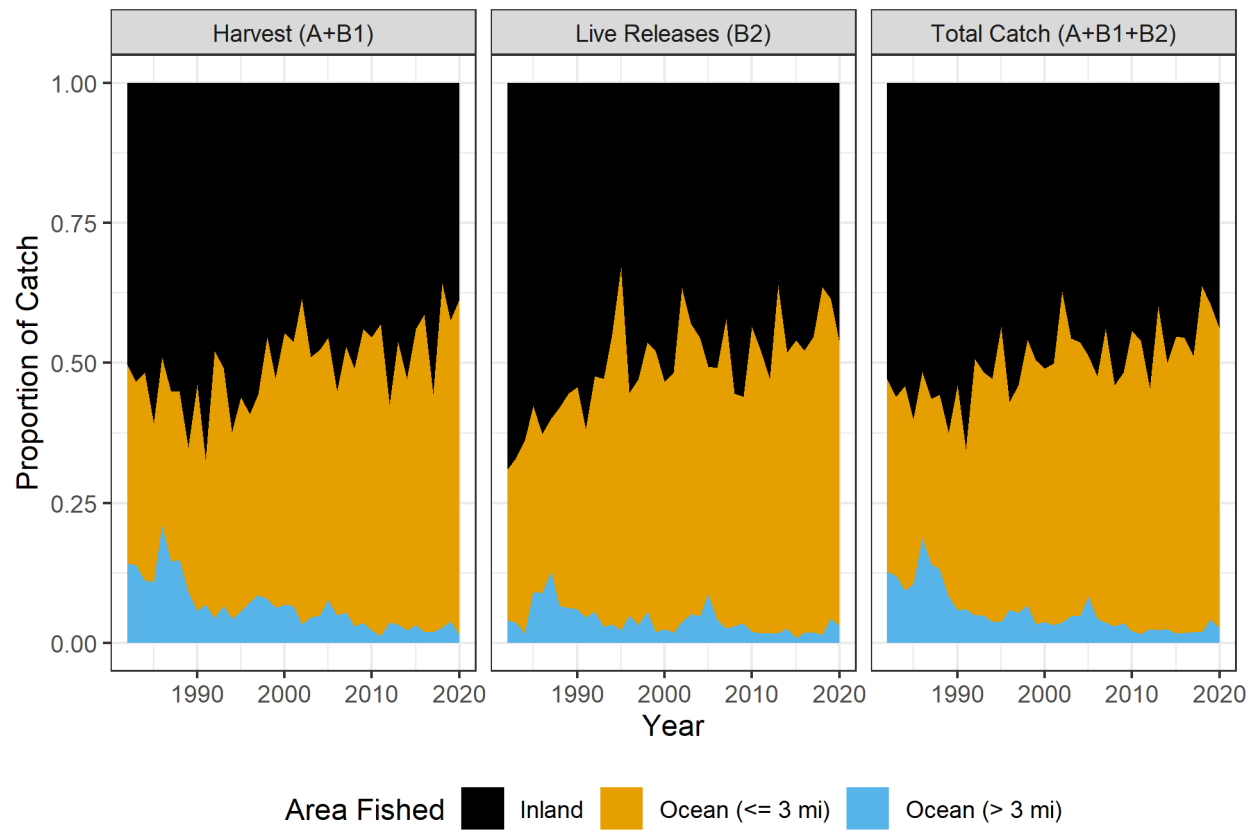 Harvest (A+B1) Live Releases (B2) Total Catch (A+B1+B2)
Proportion of Catch
1.00
0.75
0.50
0.25
0.00
1990 2000 2010 2020 1990 2000 2010 2020 1990 2000 2010 2020
Year
Area Fished Inland Ocean (<= 3 mi) Ocean (> 3 mi)